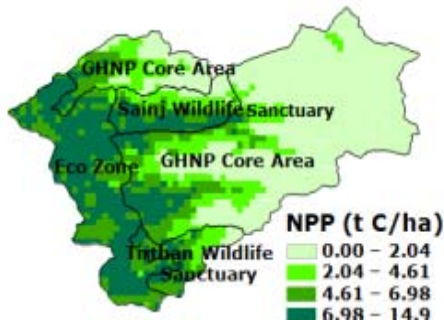 GHNP Core Area
Sainj Wildlife Sanctuary
Eco Zone
GHNP Core Area
Tirthan Wildlife
Sanctuary
NPP (t C/ha)
0.00 – 2.04
2.04 – 4.61
4.61 – 6.98
6.98 – 14.9